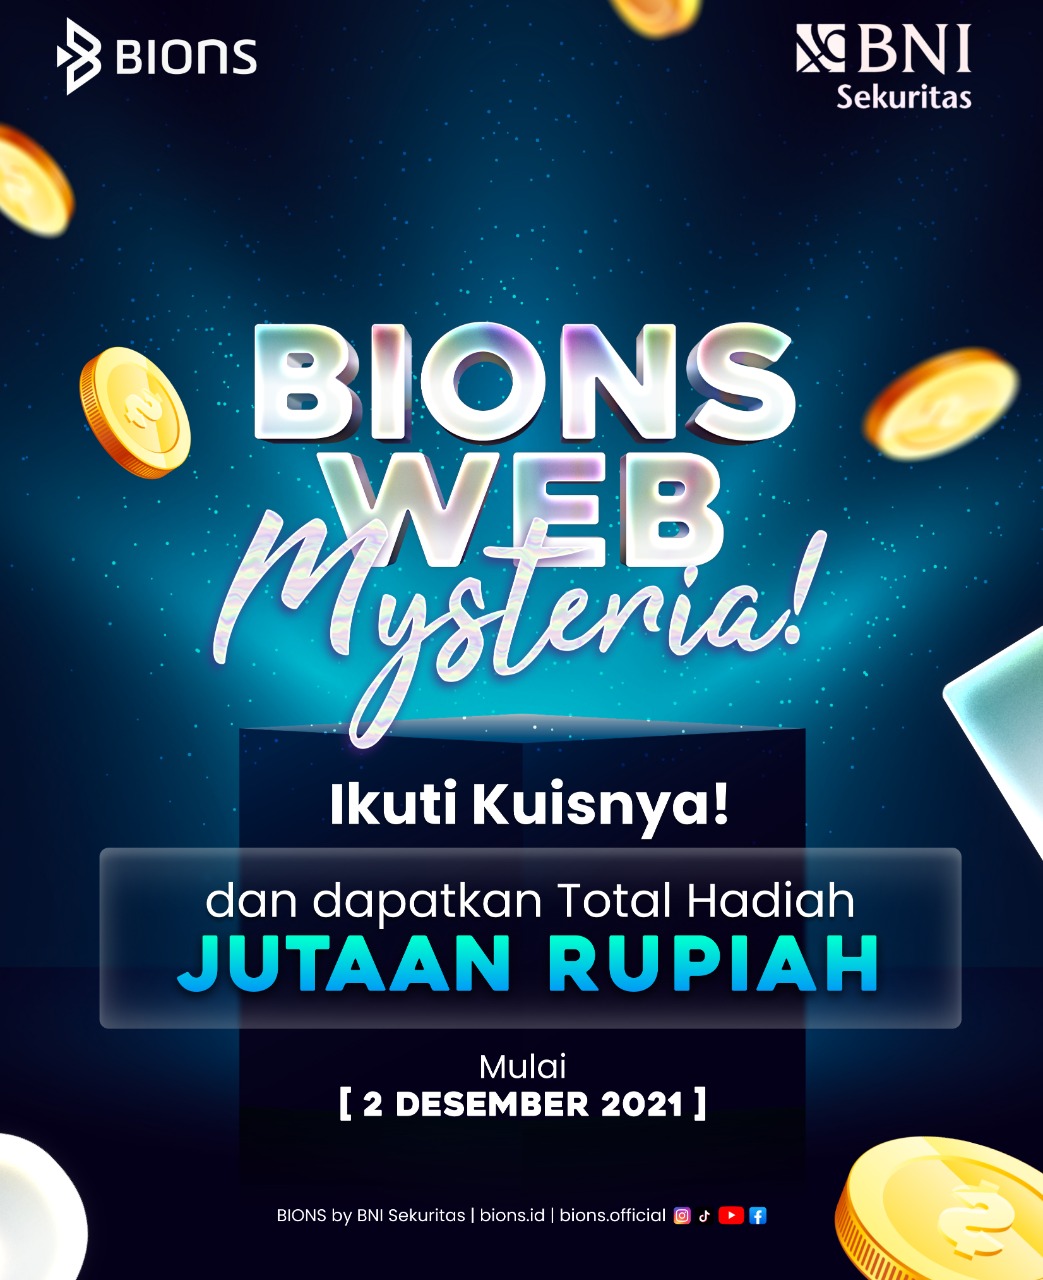 BIONS
BNI
Sekuritas
BIONS
WEB
Mysteria!
Ikuti Kuisnya!
dan dapatkan Total Hadiah
JUTAAN RUPIAH
Mulai
[ 2 DESEMBER 2021 ]
BIONS by BNI Sekuritas | bions.id | bions.official